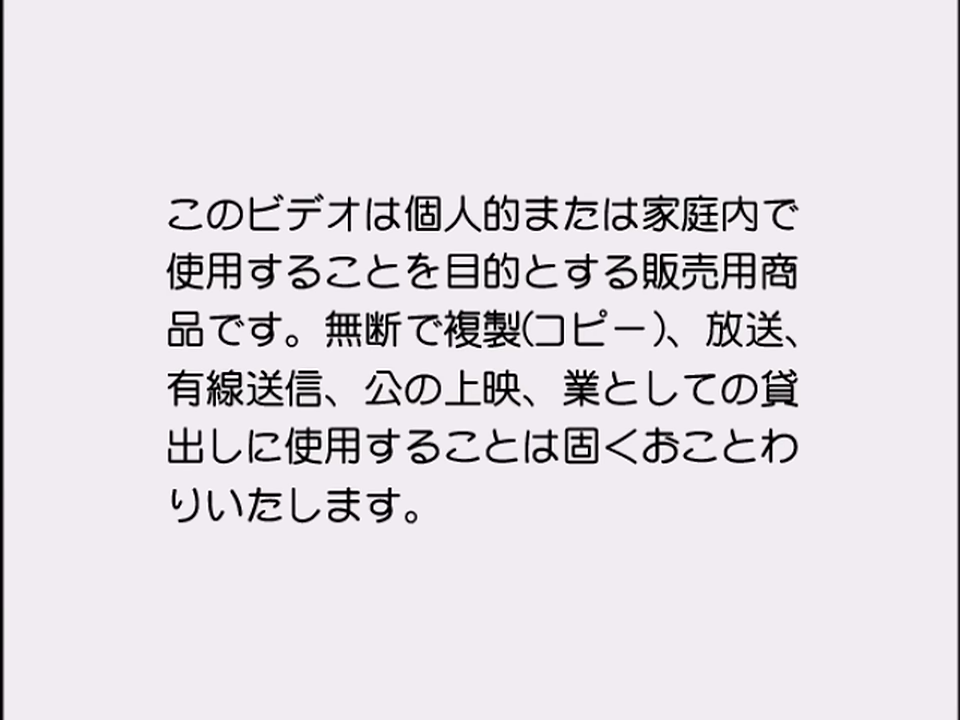 このビデオは個人的または家庭内で
使用することを目的とする販売用商
品です。無断で複製(コピー)、放送、
有線送信、公の上映、業としての貸
出しに使用することは固くおことわ
りいたします。